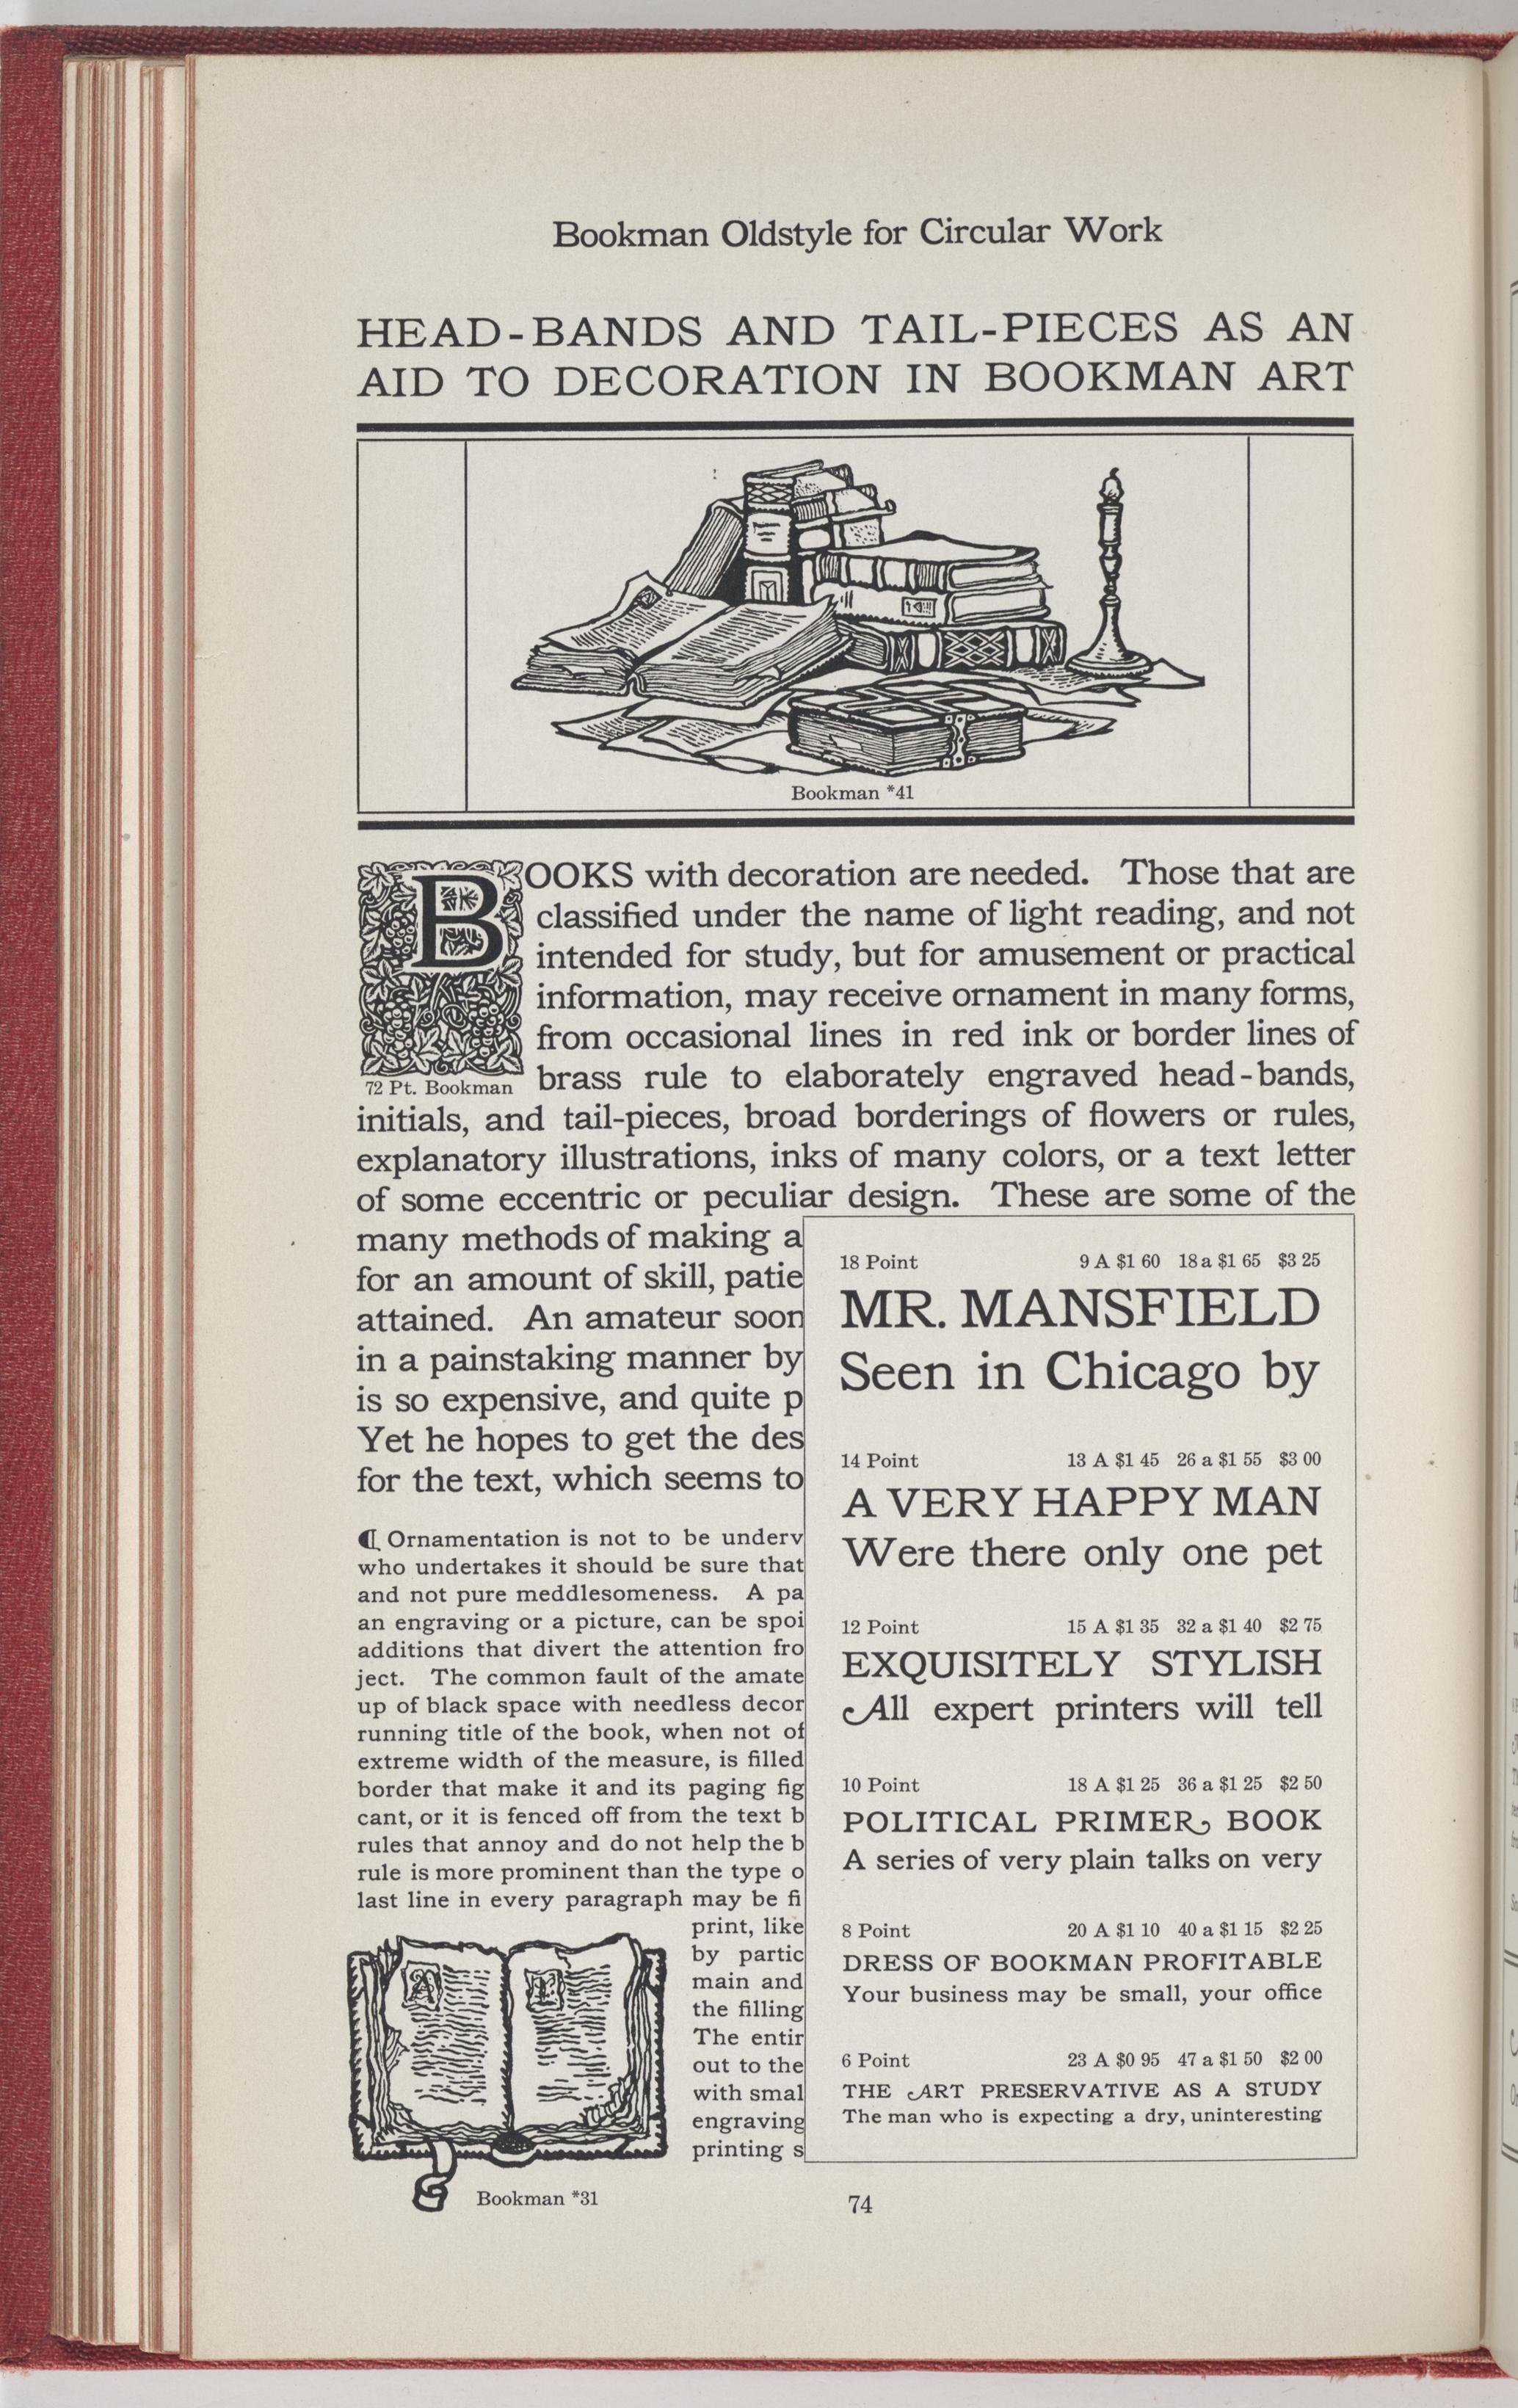 Bookman Oldstyle for Circular Work
HEAD-BANDS AND TAIL-PIECES AS AN
AID TO DECORATION IN BOOKMAN ART
Bookman *41
BOOKS with decoration are needed. Those that are
classified under the name of light reading, and not
intended for study, but for amusement or practical
information, may receive ornament in many forms,
from occasional lines in red ink or border lines of
72 Pt. Bookman
brass rule to elaborately engraved head-bands,
initials, and tail-pieces, broad borderings of flowers or rules,
explanatory illustrations, inks of many colors, or a text letter
of some eccentric or peculiar design. These are some of the
many methods of making a
for an amount of skill, patie
attained. An amateur soon
in a painstaking manner by
is so expensive, and quite p
Yet he hopes to get the des
for the text, which seems to
¶ Ornamentation is not to be underv
who undertakes it should be sure that
and not pure meddlesomeness. A pa
an engraving or a picture, can be spoi
additions that divert the attention fro
ject. The common fault of the amate
up of black space with needless decor
running title of the book, when not of
extreme width of the measure, is filled
border that make it and its paging fig
cant, or it is fenced off from the text b
rules that annoy and do not help the b
rule is more prominent than the type o
last line in every paragraph may be fi
print, like
by partic
main and
the filling
The entir
out to the
with smal
engraving
printing s
Bookman *31
18 Point 9 A $1 60 18 a $1 65 $3 25
MR. MANSFIELD
Seen in Chicago by
14 Point 13 A $1 45 26 a $1 55 $3 00
A VERY HAPPY MAN
Were there only one pet
12 Point 15 A $1 35 32 a $1 40 $2 75
EXQUISITELY STYLISH
All expert printers will tell
10 Point 18 A $1 25 36 a $1 25 $2 50
POLITICAL PRIMER BOOK
A series of very plain talks on very
8 Point 20 A $1 10 40 a $1 15 $2 25
DRESS OF BOOKMAN PROFITABLE
Your business may be small, your office
6 Point 23 A $0 95 47 a $1 50 $2 00
THE ART PRESERVATIVE AS A STUDY
The man who is expecting a dry, uninteresting
74